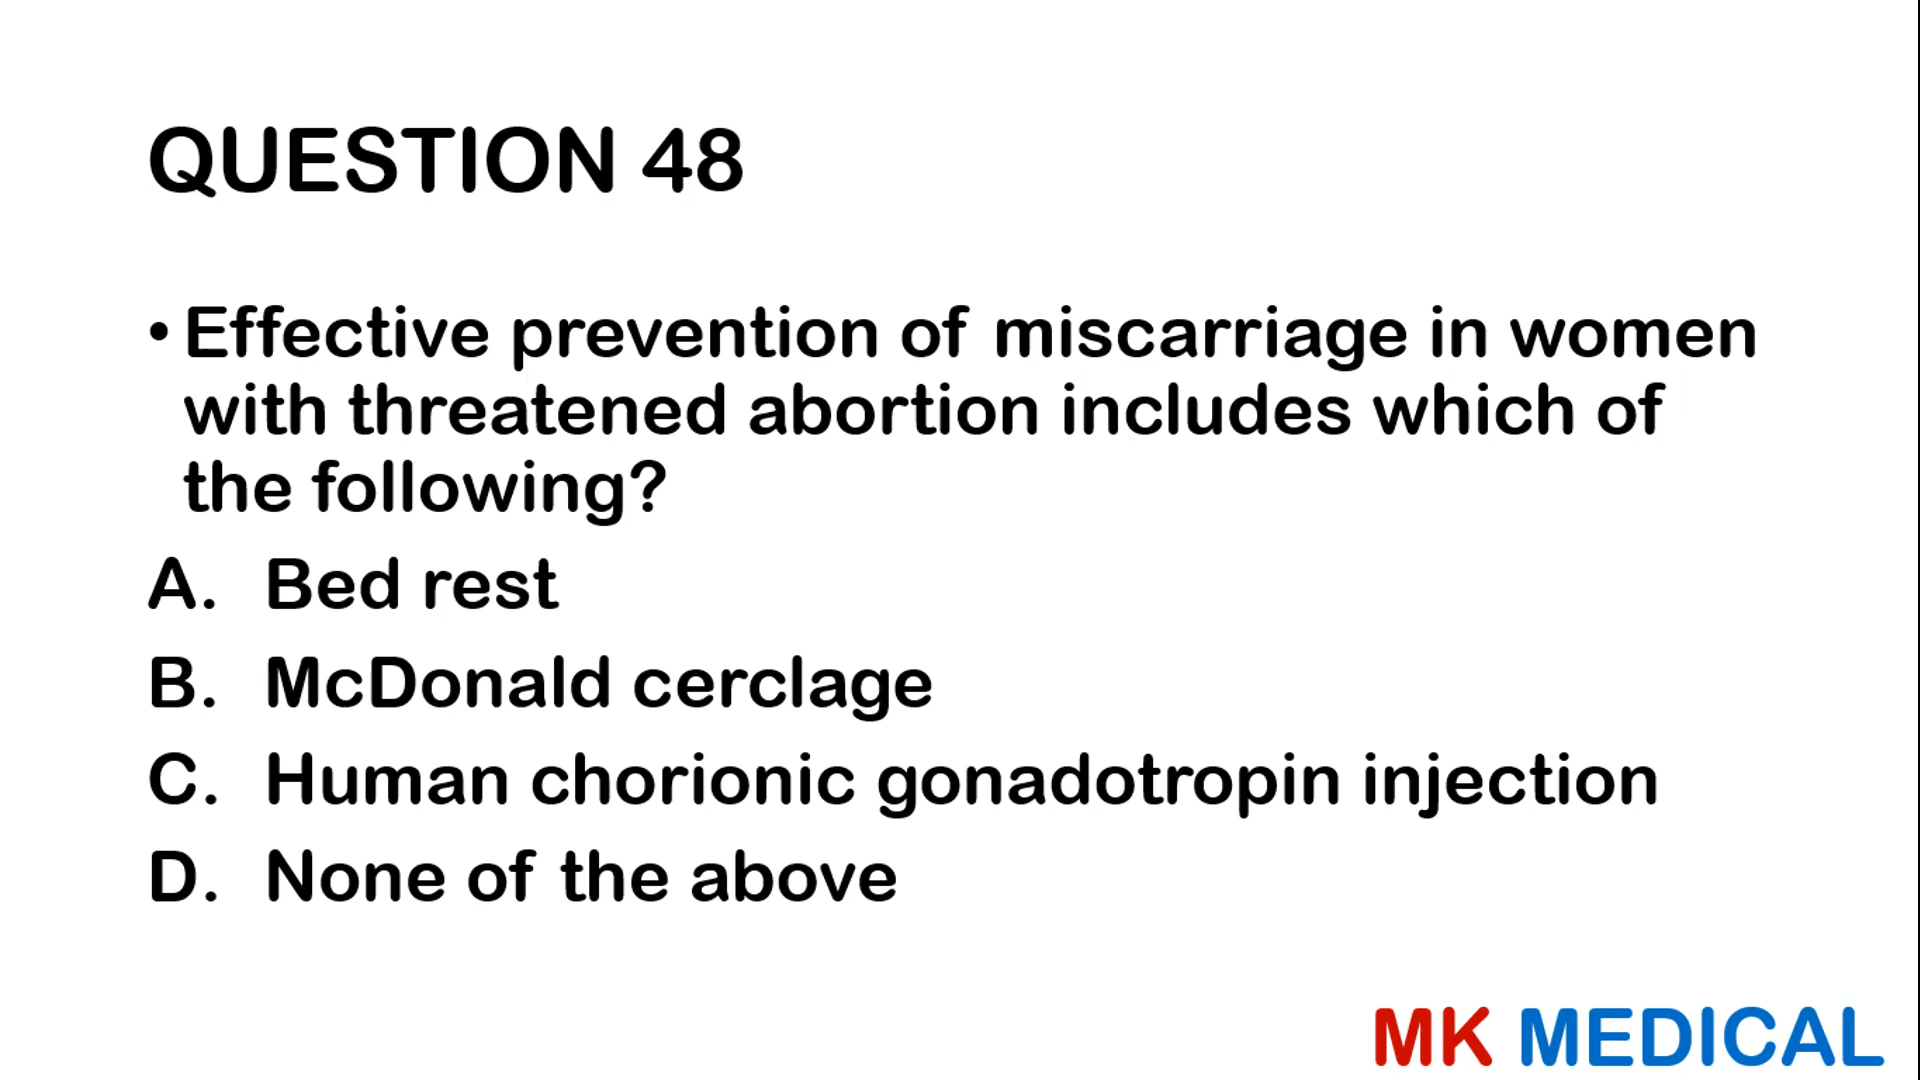 QUESTION 48
• Effective prevention of miscarriage in women
with threatened abortion includes which of
the following?
A. Bed rest
B. McDonald cerclage
C. Human chorionic gonadotropin injection
D. None of the above
MK MEDICAL